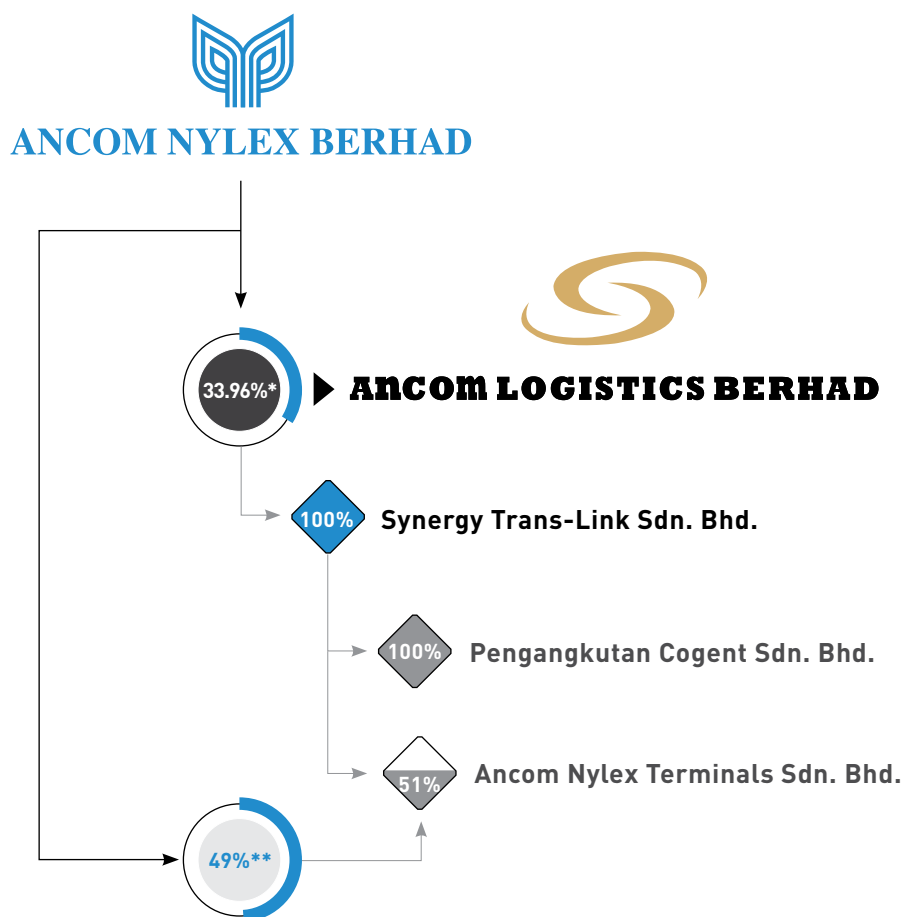 ANCOM NYLEX BERHAD
33.96%*
ANCOM LOGISTICS BERHAD
100%
Synergy Trans-Link Sdn. Bhd.
100%
Pengangkutan Cogent Sdn. Bhd.
51%
Ancom Nylex Terminals Sdn. Bhd.
49%**